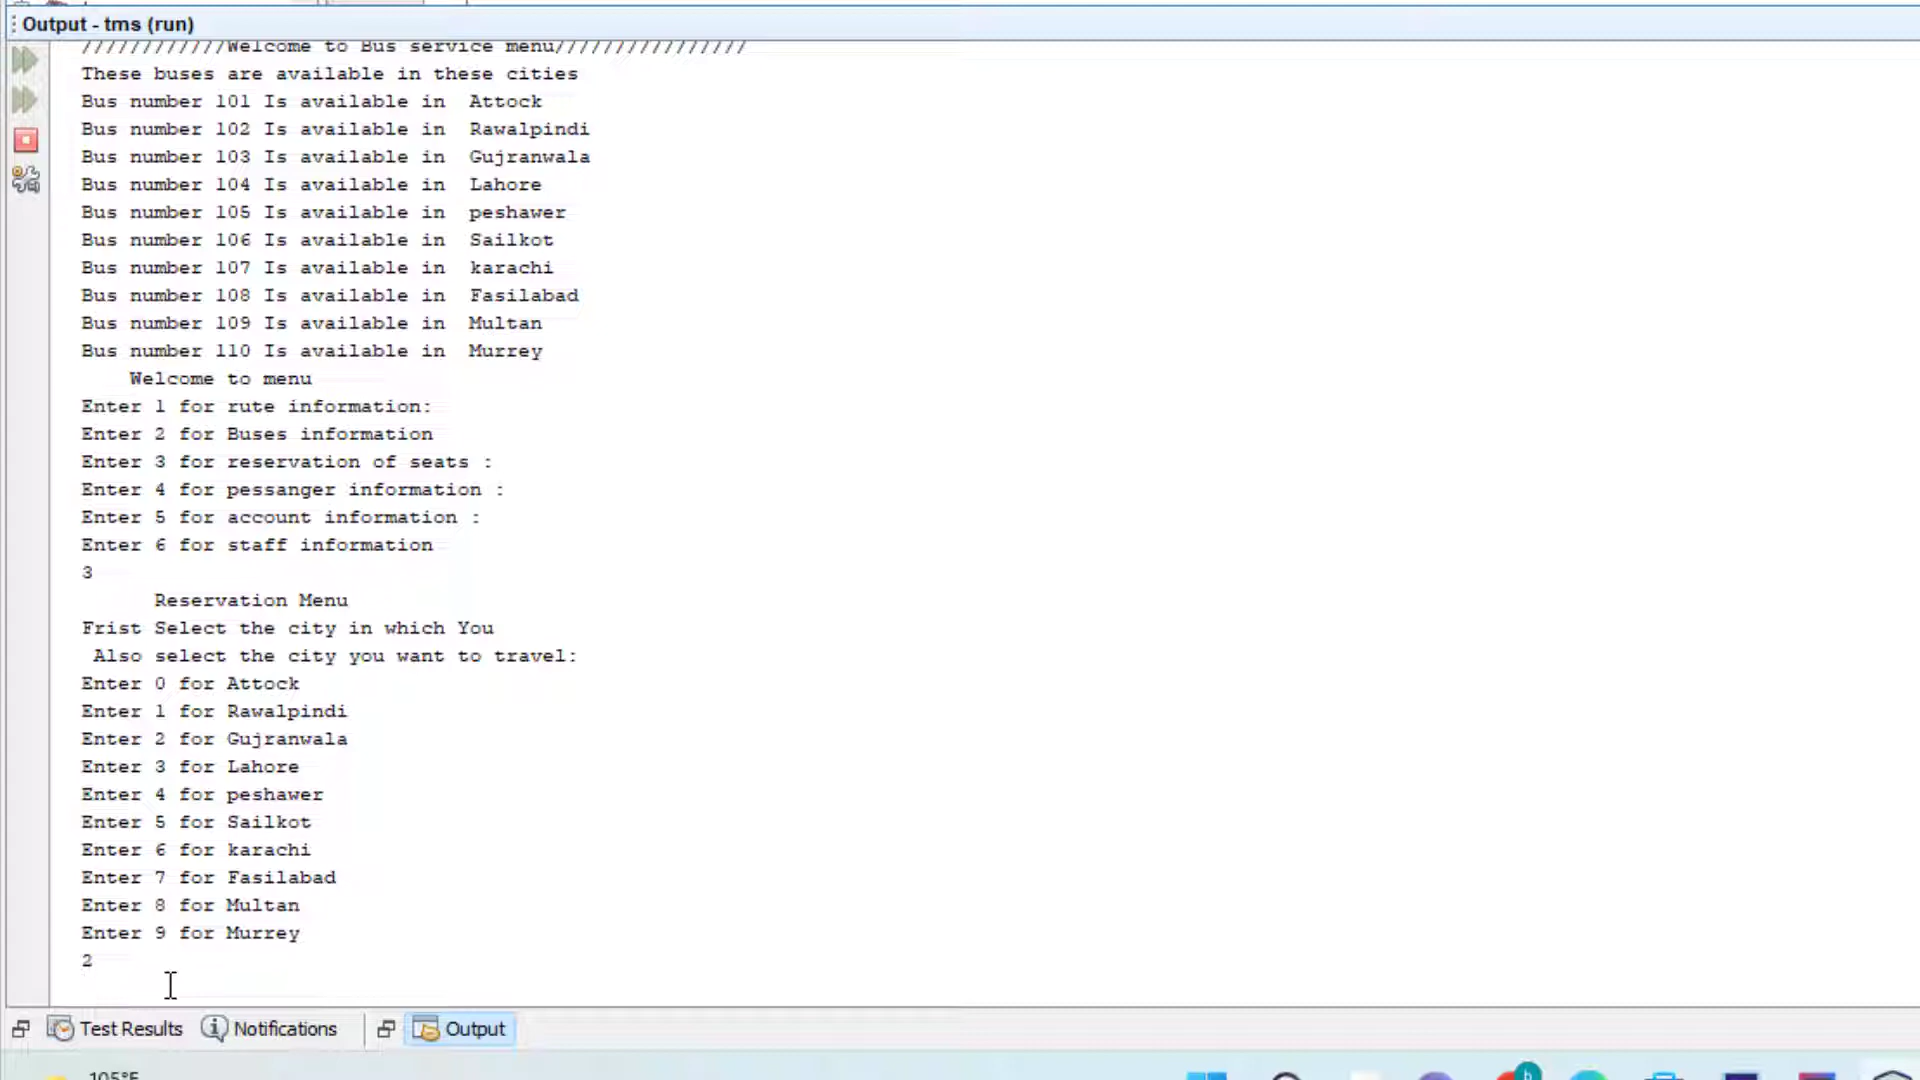 Output - tms (run)
////////////Welcome to Bus service menu////////////////
These buses are available in these cities
Bus number 101 Is available in  Attock
Bus number 102 Is available in  Rawalpindi
Bus number 103 Is available in  Gujranwala
Bus number 104 Is available in  Lahore
Bus number 105 Is available in  peshawer
Bus number 106 Is available in  Sailkot
Bus number 107 Is available in  karachi
Bus number 108 Is available in  Fasilabad
Bus number 109 Is available in  Multan
Bus number 110 Is available in  Murrey
    Welcome to menu
Enter 1 for rute information:
Enter 2 for Buses information
Enter 3 for reservation of seats :
Enter 4 for pessanger information :
Enter 5 for account information :
Enter 6 for staff information
3
      Reservation Menu
Frist Select the city in which You
 Also select the city you want to travel:
Enter 0 for Attock
Enter 1 for Rawalpindi
Enter 2 for Gujranwala
Enter 3 for Lahore
Enter 4 for peshawer
Enter 5 for Sailkot
Enter 6 for karachi
Enter 7 for Fasilabad
Enter 8 for Multan
Enter 9 for Murrey
2
Test Results Notifications Output
105°F